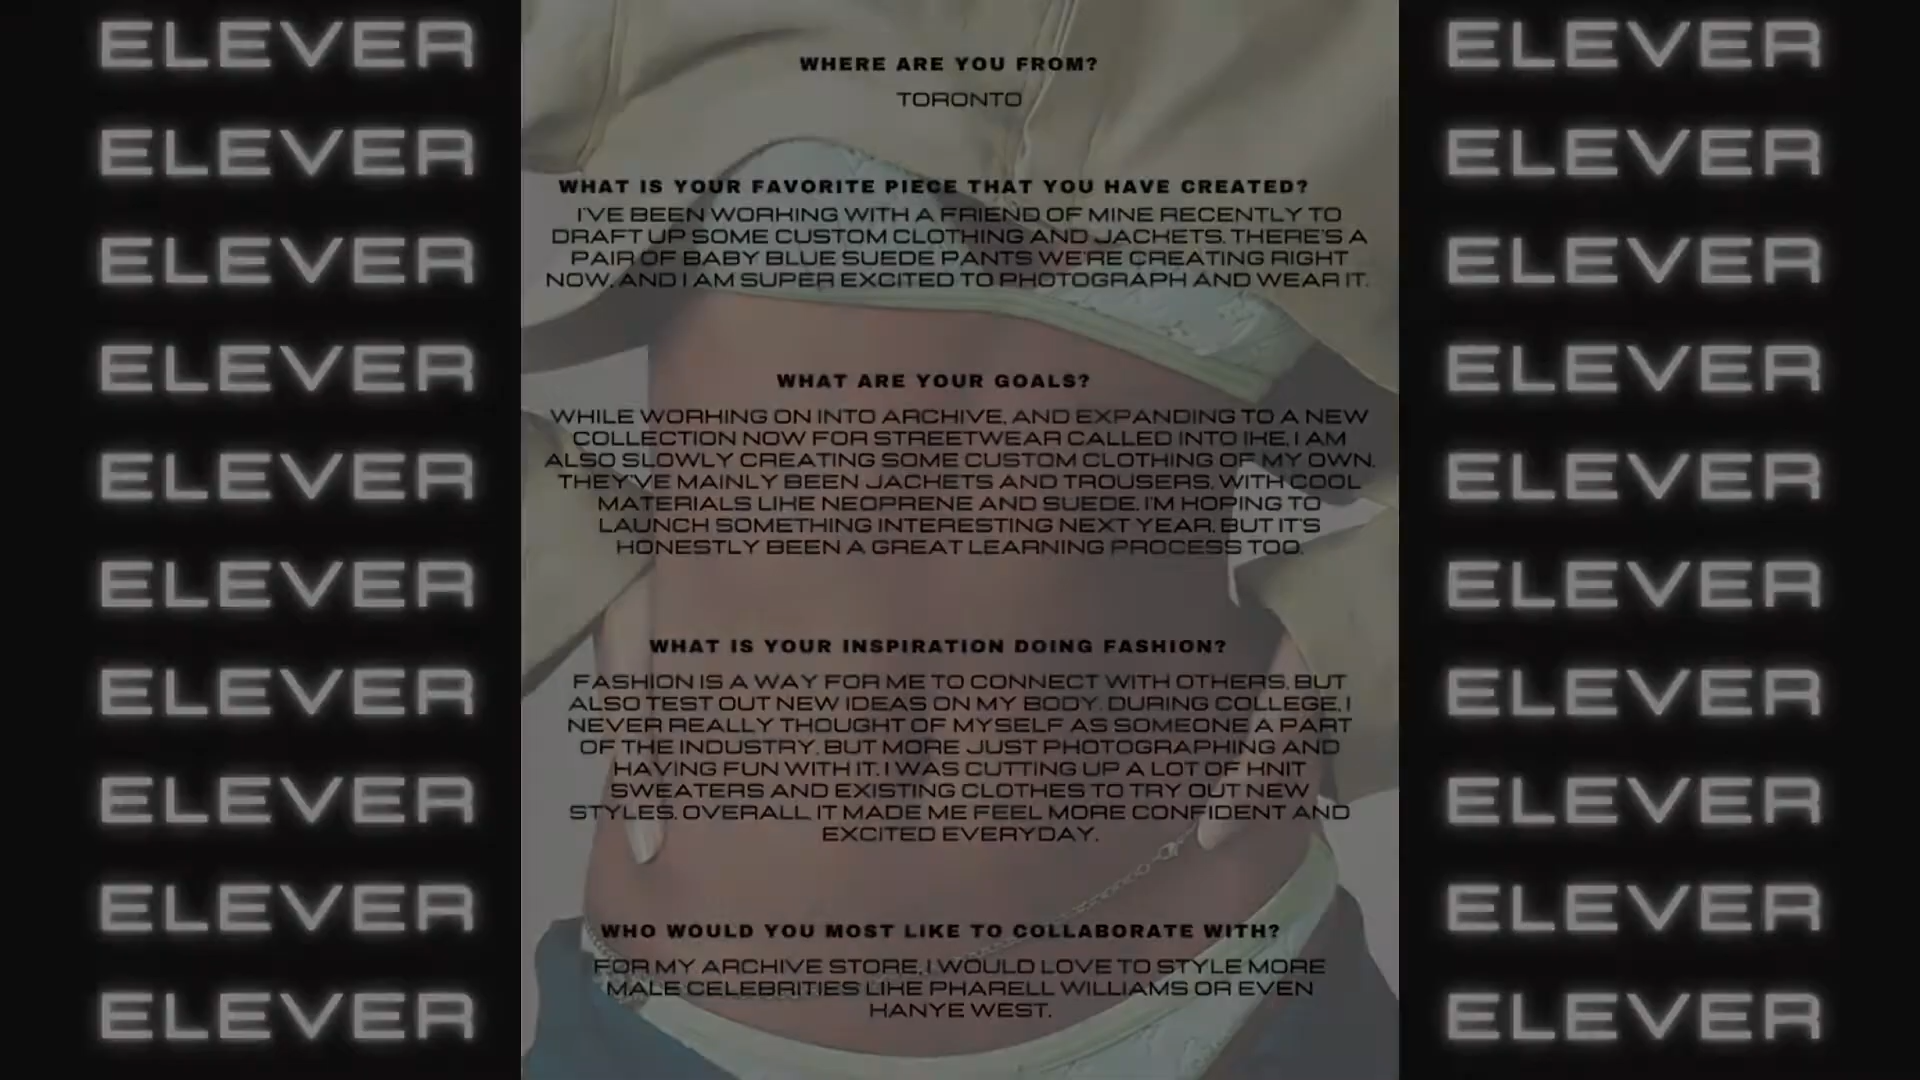 ELEVER
ELEVER
ELEVER
ELEVER
ELEVER
ELEVER
ELEVER
ELEVER
ELEVER
ELEVER
WHERE ARE YOU FROM?
TORONTO
WHAT IS YOUR FAVORITE PIECE THAT YOU HAVE CREATED?
I'VE BEEN WORKING WITH A FRIEND OF MINE RECENTLY TO
DRAFT UP SOME CUSTOM CLOTHING AND JACKETS. THERE'S A
PAIR OF BABY BLUE SUEDE PANTS WE'RE CREATING RIGHT
NOW, AND I AM SUPER EXCITED TO PHOTOGRAPH AND WEAR IT.
WHAT ARE YOUR GOALS?
WHILE WORKING ON INTO ARCHIVE, AND EXPANDING TO A NEW
COLLECTION NOW FOR STREETWEAR CALLED INTO IKE, I AM
ALSO SLOWLY CREATING SOME CUSTOM CLOTHING OF MY OWN.
THEY'VE MAINLY BEEN JACKETS AND TROUSERS, WITH COOL
MATERIALS LIKE NEOPRENE AND SUEDE. I'M HOPING TO
LAUNCH SOMETHING INTERESTING NEXT YEAR, BUT IT'S
HONESTLY BEEN A GREAT LEARNING PROCESS TOO.
WHAT IS YOUR INSPIRATION DOING FASHION?
FASHION IS A WAY FOR ME TO CONNECT WITH OTHERS, BUT
ALSO TEST OUT NEW IDEAS ON MY BODY. DURING COLLEGE, I
NEVER REALLY THOUGHT OF MYSELF AS SOMEONE A PART
OF THE INDUSTRY, BUT MORE JUST PHOTOGRAPHING AND
HAVING FUN WITH IT. I WAS CUTTING UP A LOT OF KNIT
SWEATERS AND EXISTING CLOTHES TO TRY OUT NEW
STYLES. OVERALL, IT MADE ME FEEL MORE CONFIDENT AND
EXCITED EVERYDAY.
WHO WOULD YOU MOST LIKE TO COLLABORATE WITH?
FOR MY ARCHIVE STORE, I WOULD LOVE TO STYLE MORE
MALE CELEBRITIES LIKE PHARELL WILLIAMS OR EVEN
KANYE WEST.
ELEVER
ELEVER
ELEVER
ELEVER
ELEVER
ELEVER
ELEVER
ELEVER
ELEVER
ELEVER